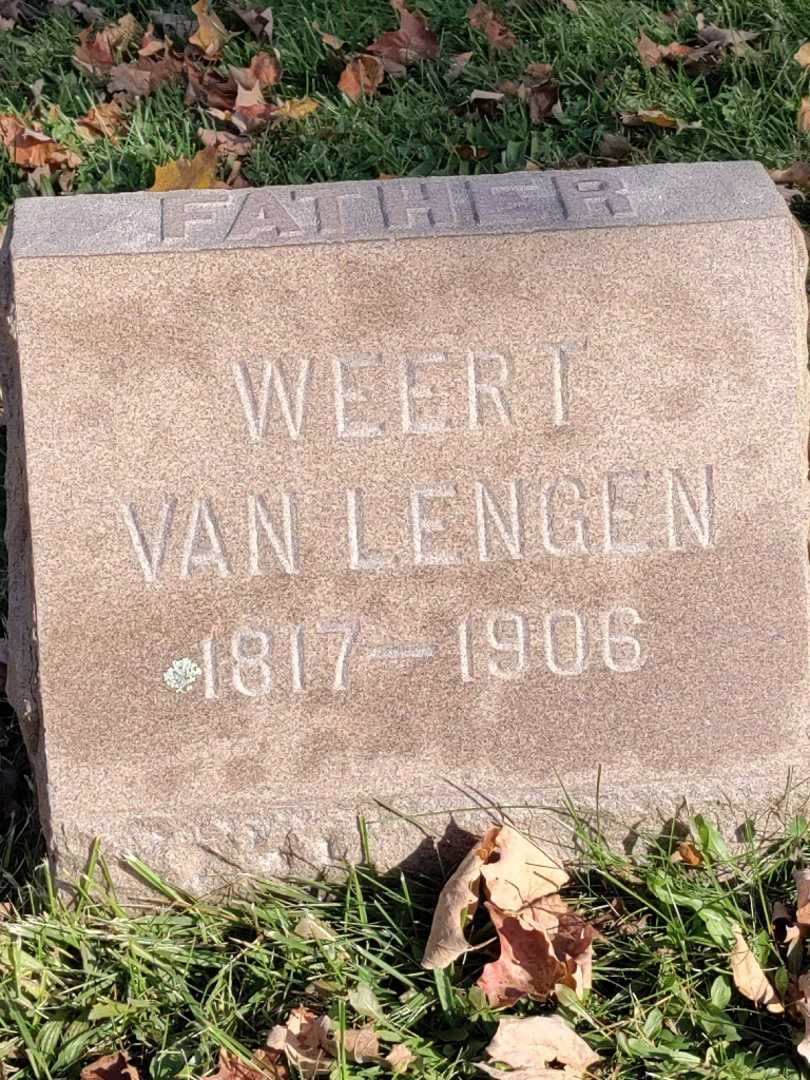 FATHER
WEERT
VAN LENGEN
1817—1906